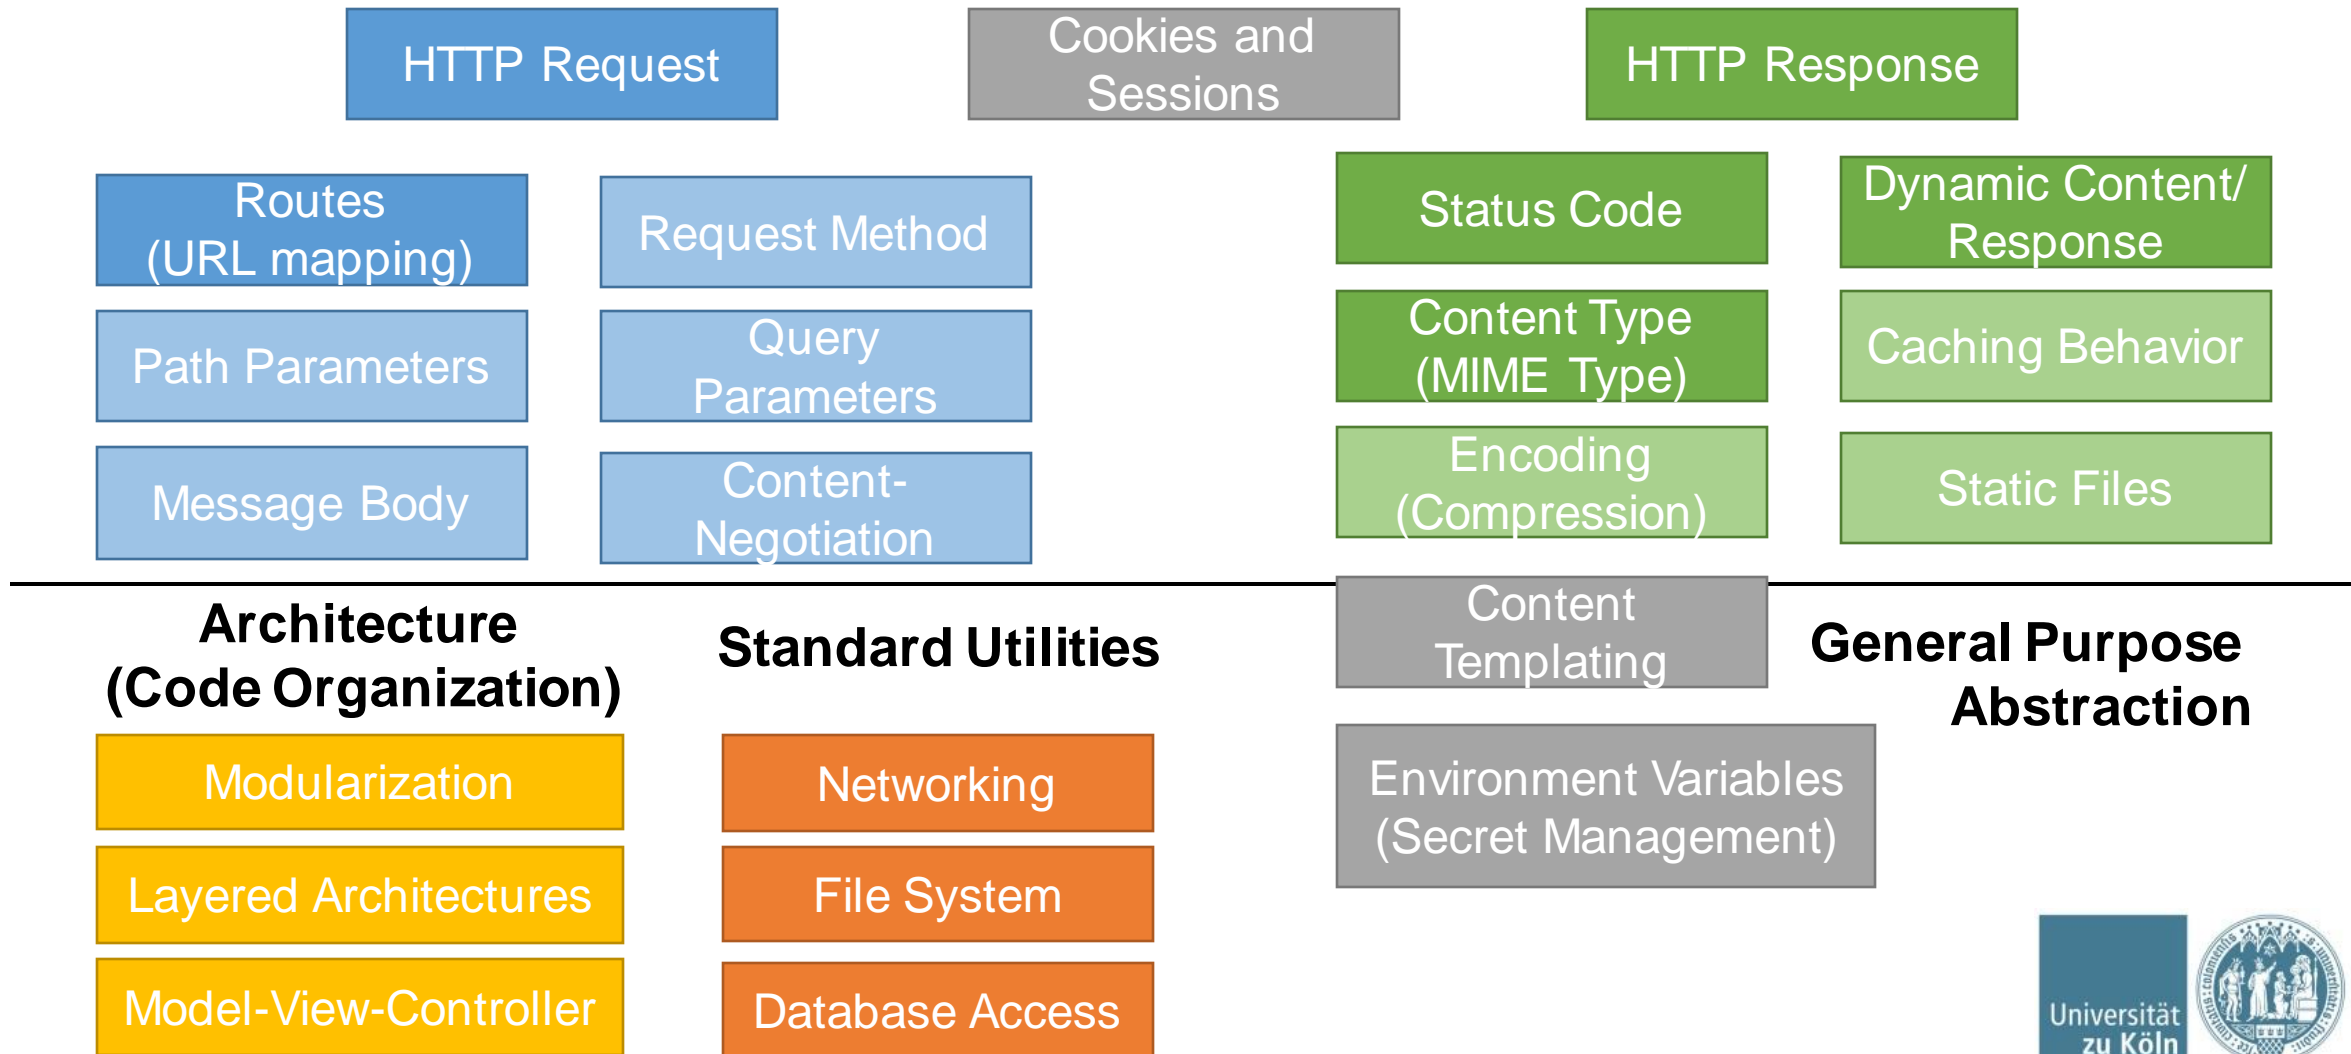 HTTP Request
Cookies and
Sessions
HTTP Response
Routes
(URL mapping)
Request Method
Status Code
Dynamic Content/
Response
Path Parameters
Query
Parameters
Content Type
(MIME Type)
Caching Behavior
Message Body
Content-
Negotiation
Encoding
(Compression)
Static Files
Architecture
(Code Organization)
Standard Utilities
Content
Templating
General Purpose
Abstraction
Modularization
Networking
Environment Variables
(Secret Management)
Layered Architectures
File System
Model-View-Controller
Database Access
Universität
zu Köln